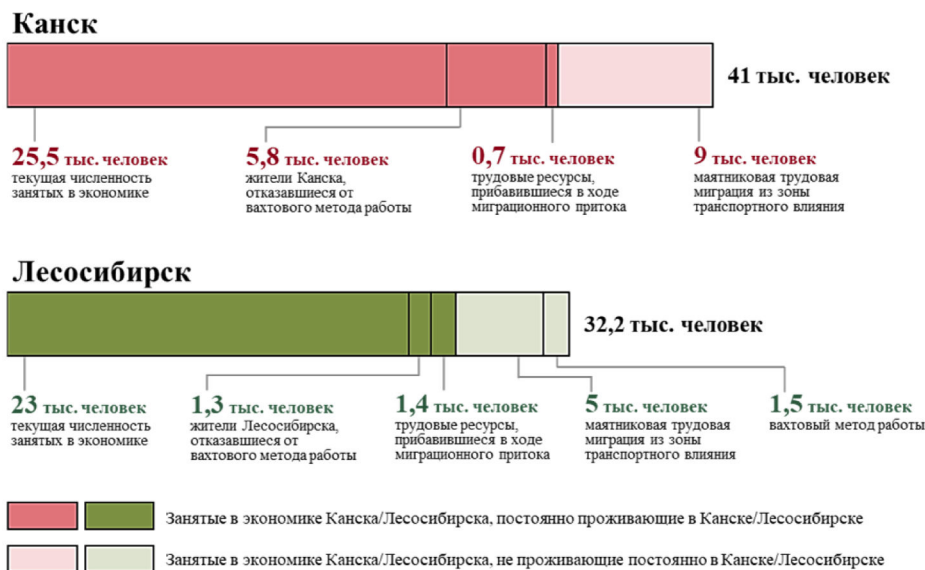 Канск
41 тыс. человек
25,5 тыс. человек
текущая численность
занятых в экономике
5,8 тыс. человек
жители Канска,
отказавшиеся от
вахтового метода работы
0,7 тыс. человек
трудовые ресурсы,
прибавившиеся в ходе
миграционного притока
9 тыс. человек
маятниковая трудовая
миграция из зоны
транспортного влияния
Лесосибирск
32,2 тыс. человек
23 тыс. человек
текущая численность
занятых в экономике
1,3 тыс. человек
жители Лесосибирска,
отказавшиеся от
вахтового метода работы
1,4 тыс. человек
трудовые ресурсы,
прибавившиеся в ходе
миграционного притока
5 тыс. человек
маятниковая трудовая
миграция из зоны
транспортного влияния
1,5 тыс. человек
вахтовый метод работы
Занятые в экономике Канска/Лесосибирска, постоянно проживающие в Канске/Лесосибирске
Занятые в экономике Канска/Лесосибирска, не проживающие постоянно в Канске/Лесосибирске